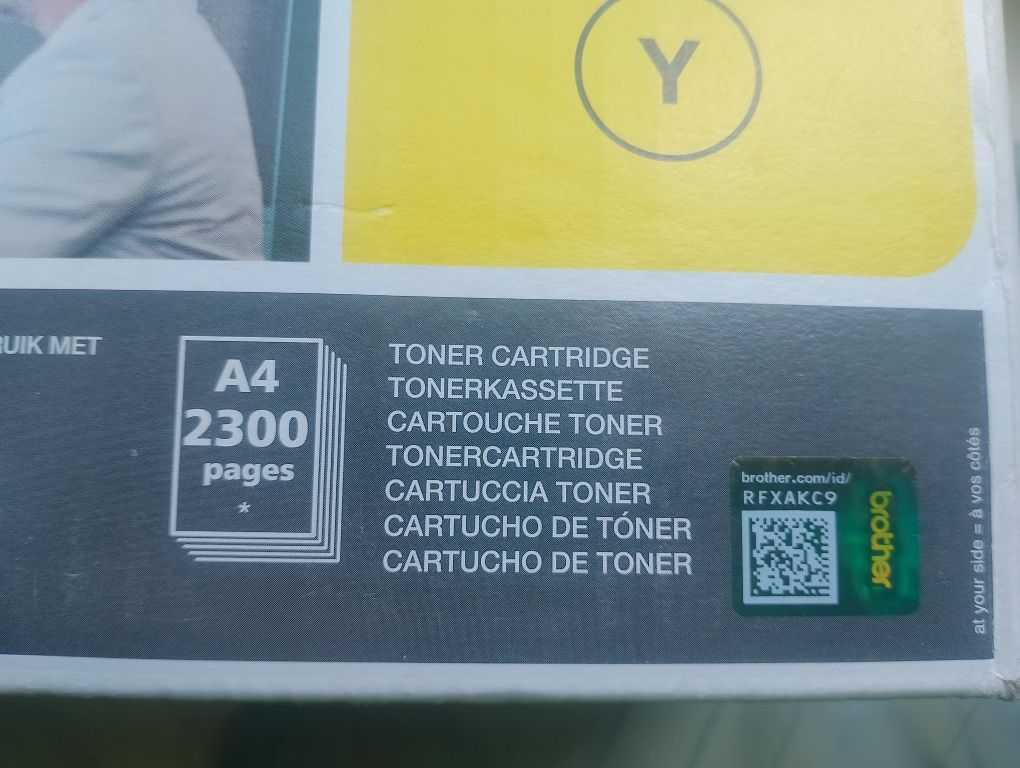 Y
RUIK MET
A4
2300
pages
*
TONER CARTRIDGE
TONERKASSETTE
CARTOUCHE TONER
TONERCARTRIDGE
CARTUCCIA TONER
CARTUCHO DE TÓNER
CARTUCHO DE TONER
brother.com/id/
RFXAKC9
brother
at your side = à vos côtés